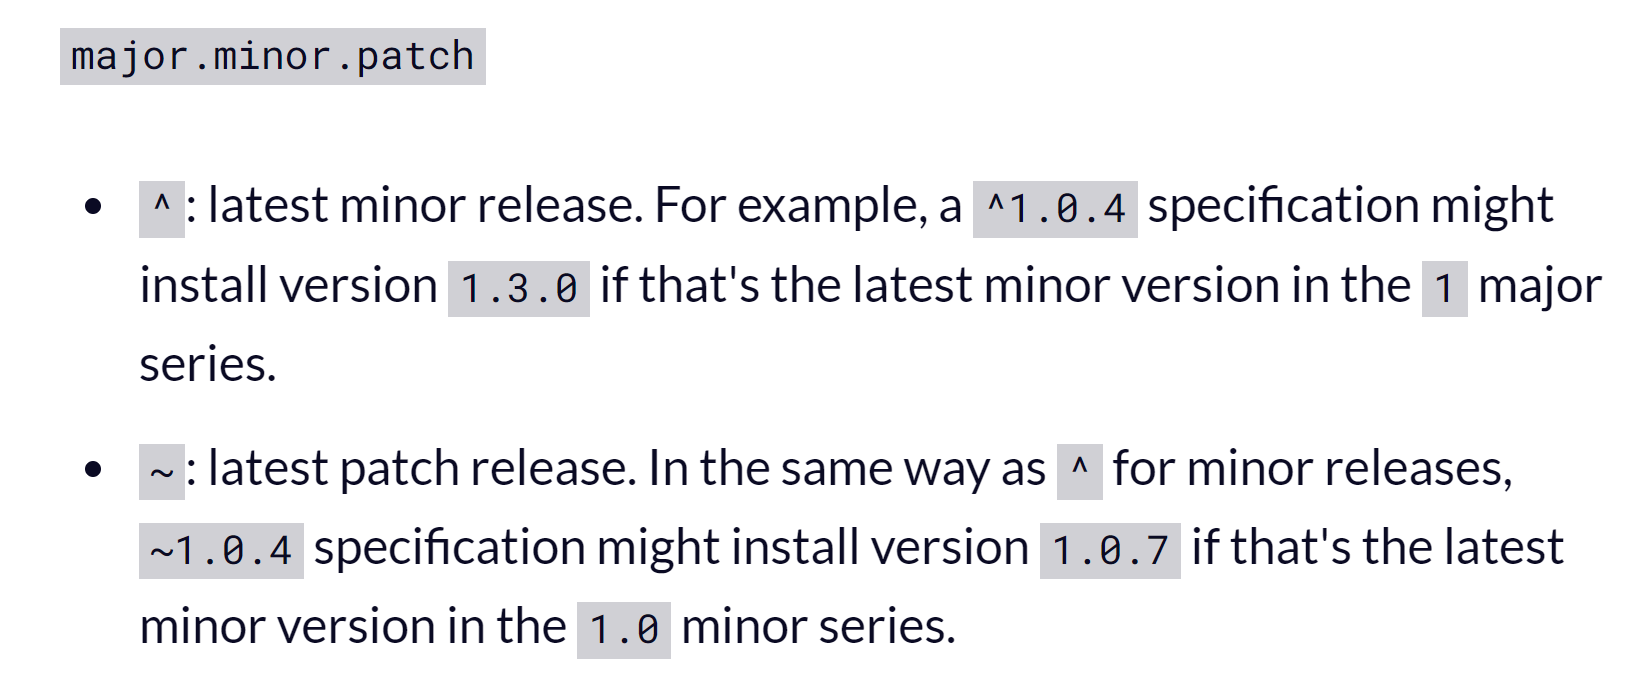 major.minor.patch
• ^: latest minor release. For example, a ^1.0.4 specification might
install version 1.3.0 if that's the latest minor version in the 1 major
series.
• ~: latest patch release. In the same way as ^ for minor releases,
~1.0.4 specification might install version 1.0.7 if that's the latest
minor version in the 1.0 minor series.